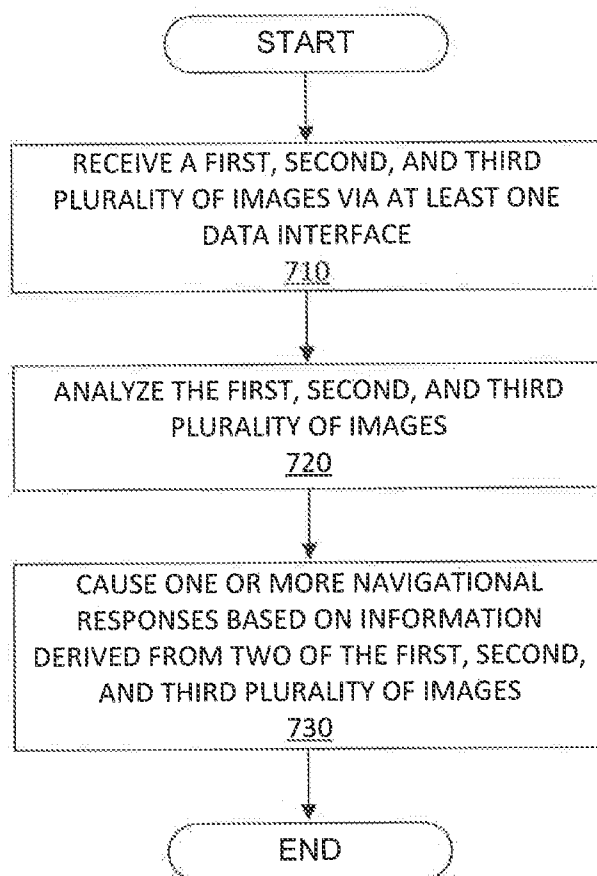 START
RECEIVE A FIRST, SECOND, AND THIRD
PLURALITY OF IMAGES VIA AT LEAST ONE
DATA INTERFACE
710
ANALYZE THE FIRST, SECOND, AND THIRD
PLURALITY OF IMAGES
720
CAUSE ONE OR MORE NAVIGATIONAL
RESPONSES BASED ON INFORMATION
DERIVED FROM TWO OF THE FIRST, SECOND,
AND THIRD PLURALITY OF IMAGES
730
END